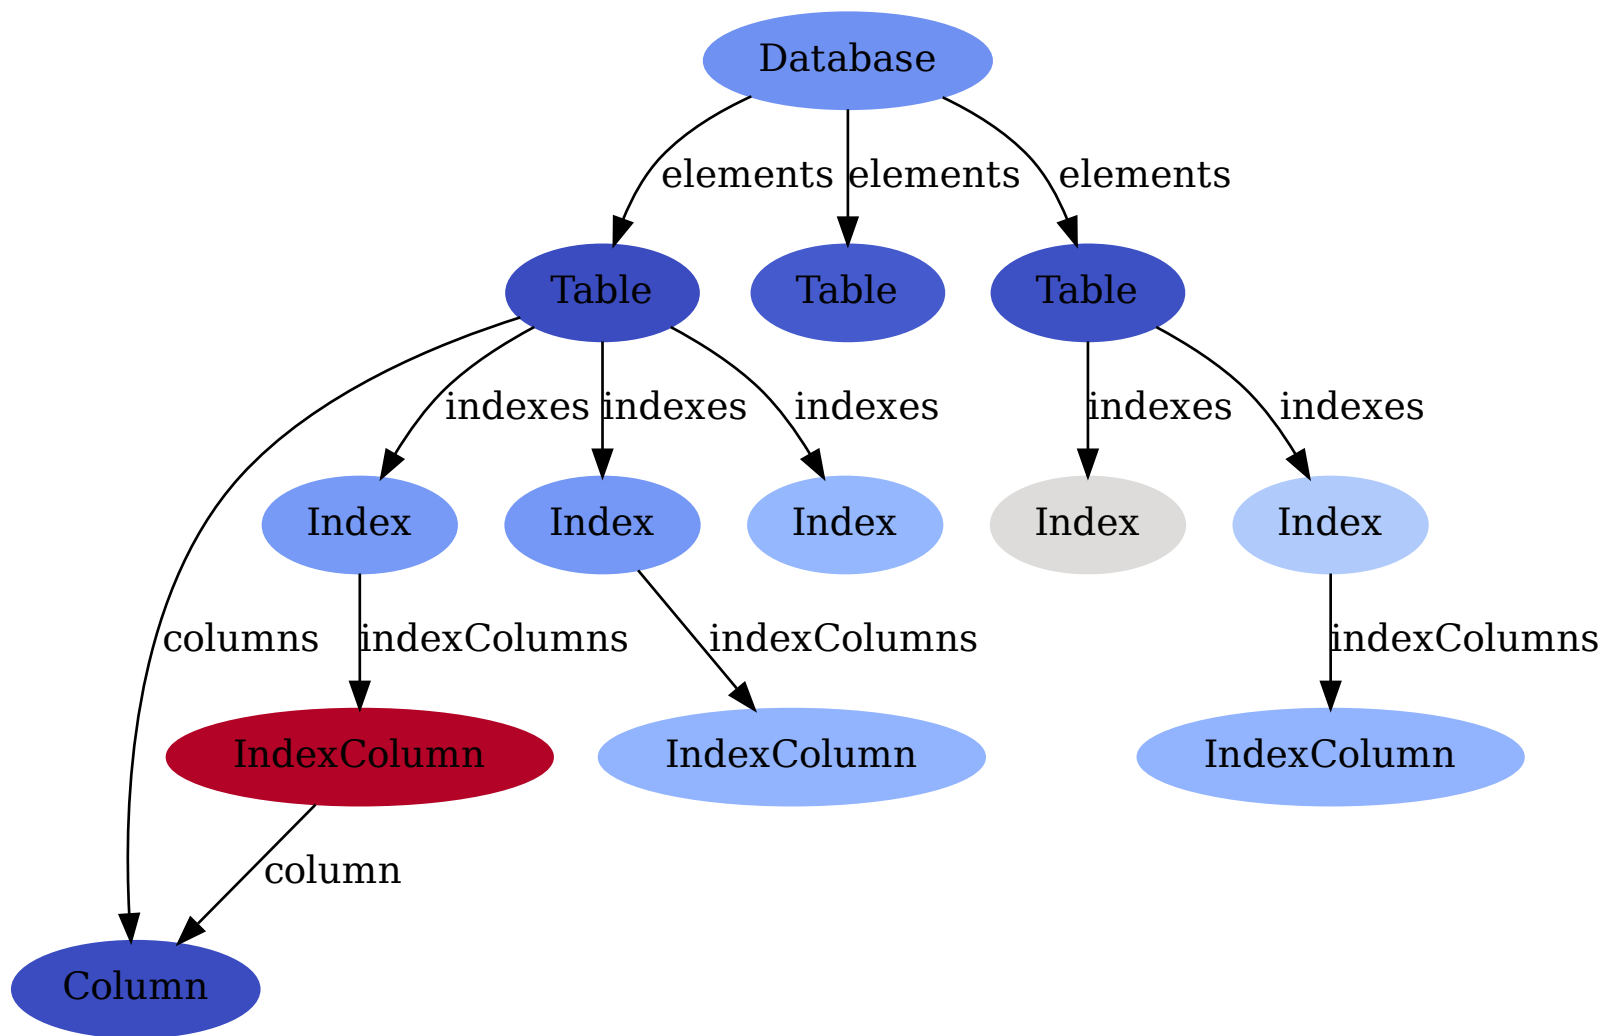 Database
elements
elements
elements
Table
Table
Table
indexes
indexes
indexes
indexes
indexes
Index
Index
Index
Index
Index
columns
indexColumns
indexColumns
indexColumns
IndexColumn
IndexColumn
IndexColumn
column
Column